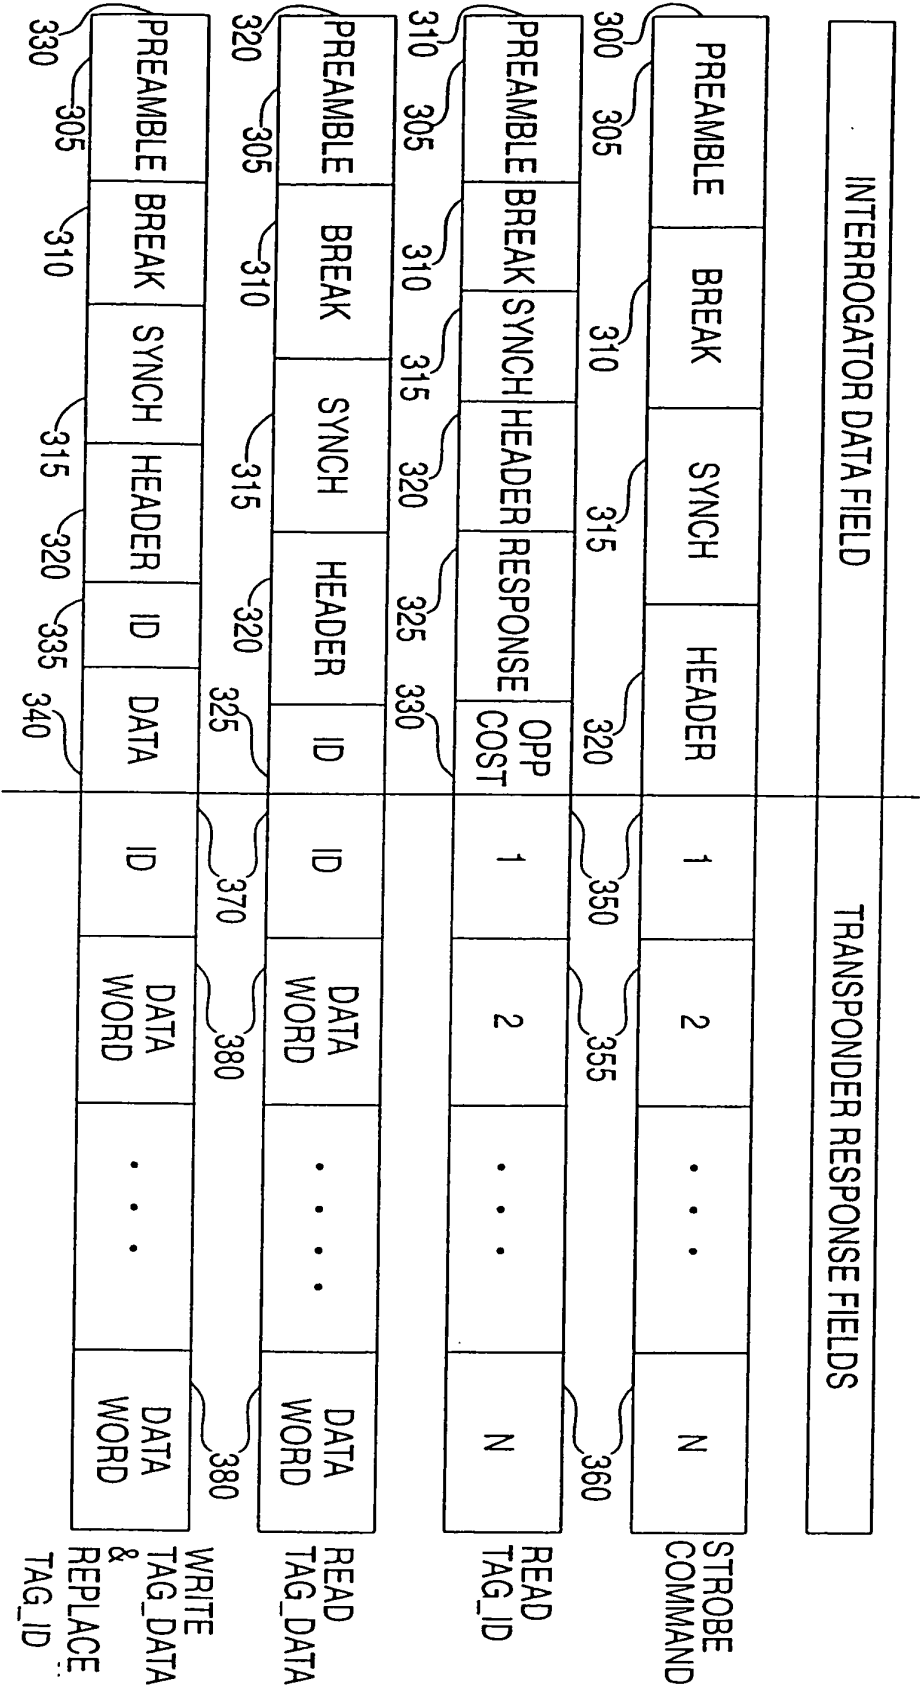 INTERROGATOR DATA FIELD
TRANSPONDER RESPONSE FIELDS
300
PREAMBLE
BREAK
SYNCH
HEADER
1
2
. . .
N
STROBE
COMMAND
305
310
315
320
350
355
360
310
PREAMBLE
BREAK
SYNCH
HEADER
RESPONSE
OPP
COST
1
2
. . .
N
READ
TAG_ID
305
310
315
320
325
330
320
PREAMBLE
BREAK
SYNCH
HEADER
ID
ID
DATA
WORD
. . . .
DATA
WORD
READ
TAG_DATA
305
310
315
320
325
370
380
380
330
PREAMBLE
BREAK
SYNCH
HEADER
ID
DATA
ID
DATA
WORD
. . .
DATA
WORD
WRITE
TAG_DATA
&
REPLACE
TAG_ID
305
310
315
320
335
340